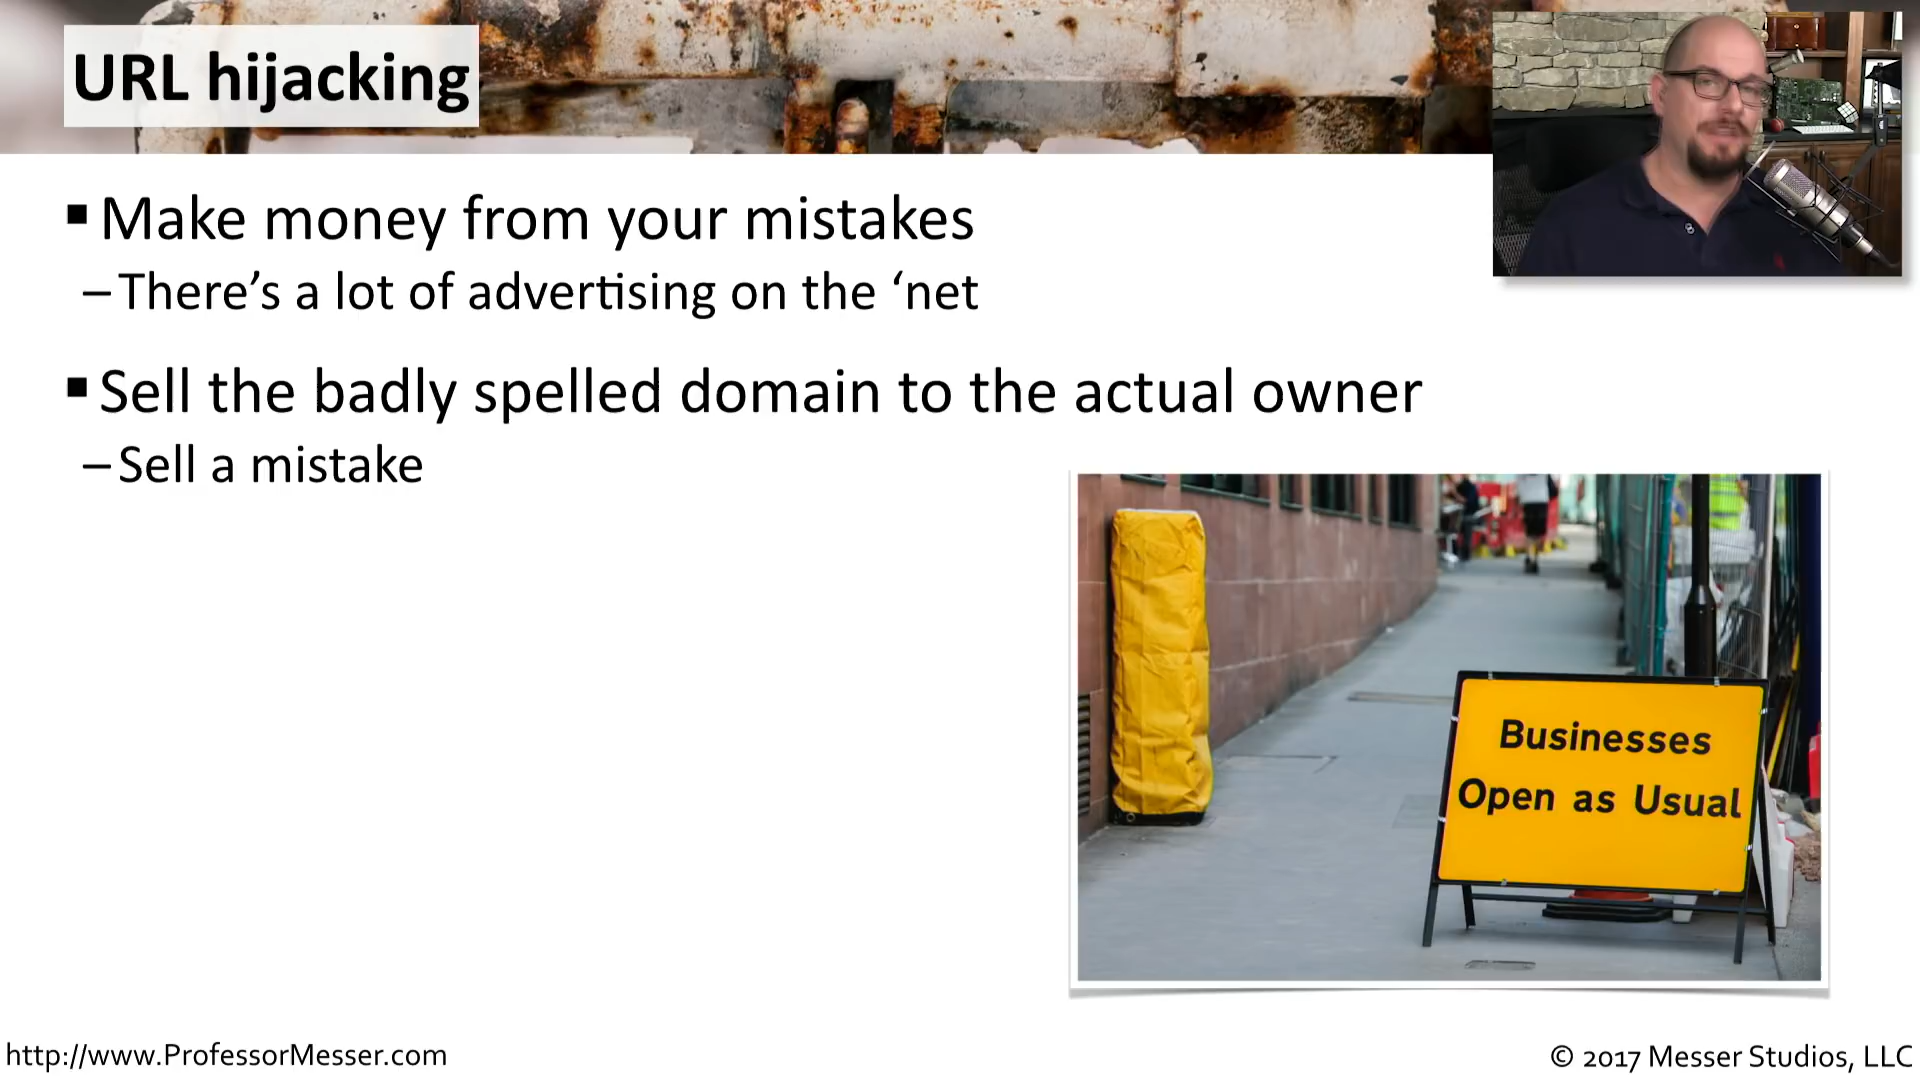 URL hijacking
▪ Make money from your mistakes
– There’s a lot of advertising on the ‘net
▪ Sell the badly spelled domain to the actual owner
– Sell a mistake
Businesses
Open as Usual
http://www.ProfessorMesser.com
© 2017 Messer Studios, LLC